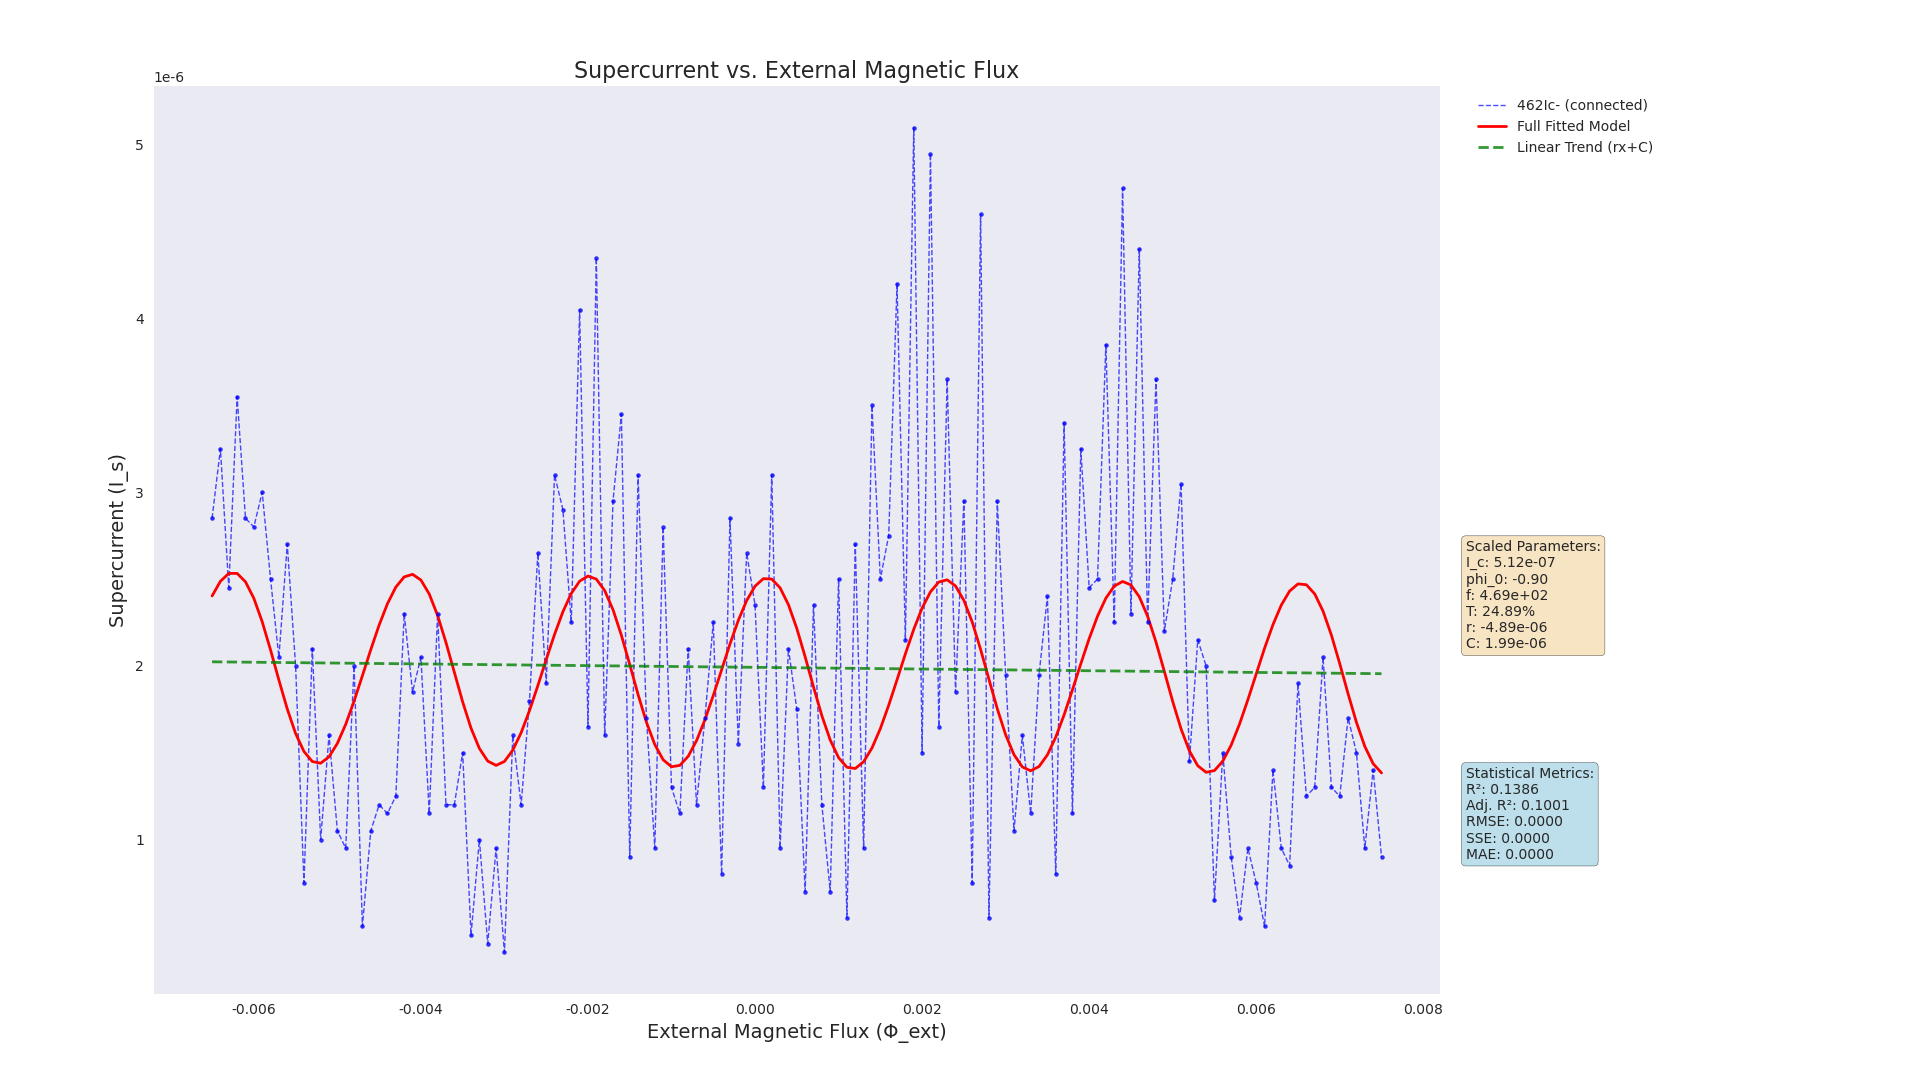 Supercurrent vs. External Magnetic Flux
1e-6
5
4
3
2
1
Supercurrent (I_s)
-0.006
-0.004
-0.002
0.000
0.002
0.004
0.006
0.008
External Magnetic Flux (Φ_ext)
462Ic- (connected)
Full Fitted Model
Linear Trend (rx+C)
Scaled Parameters:
I_c: 5.12e-07
phi_0: -0.90
f: 4.69e+02
T: 24.89%
r: -4.89e-06
C: 1.99e-06
Statistical Metrics:
R²: 0.1386
Adj. R²: 0.1001
RMSE: 0.0000
SSE: 0.0000
MAE: 0.0000